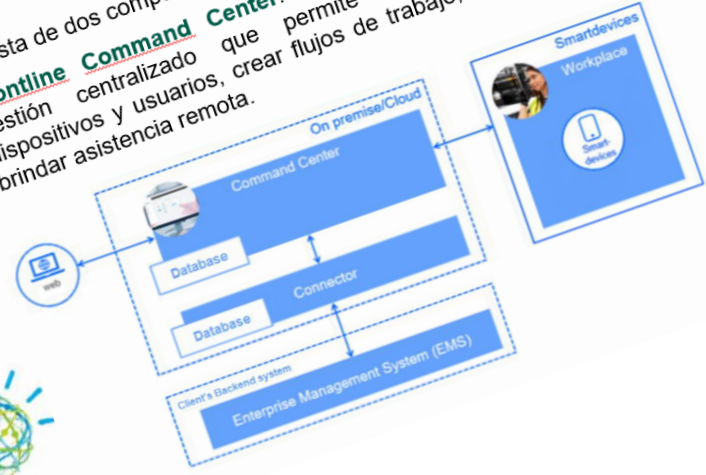 sta de dos comp
ontline Command Center
estión centralizado que permite
ispositivos y usuarios, crear flujos de trabajo,
brindar asistencia remota.
Smartdevices
Workplace
Smart-
devices
On premise/Cloud
Command Center
Database
web
Connector
Database
Client's Backend system
Enterprise Management System (EMS)